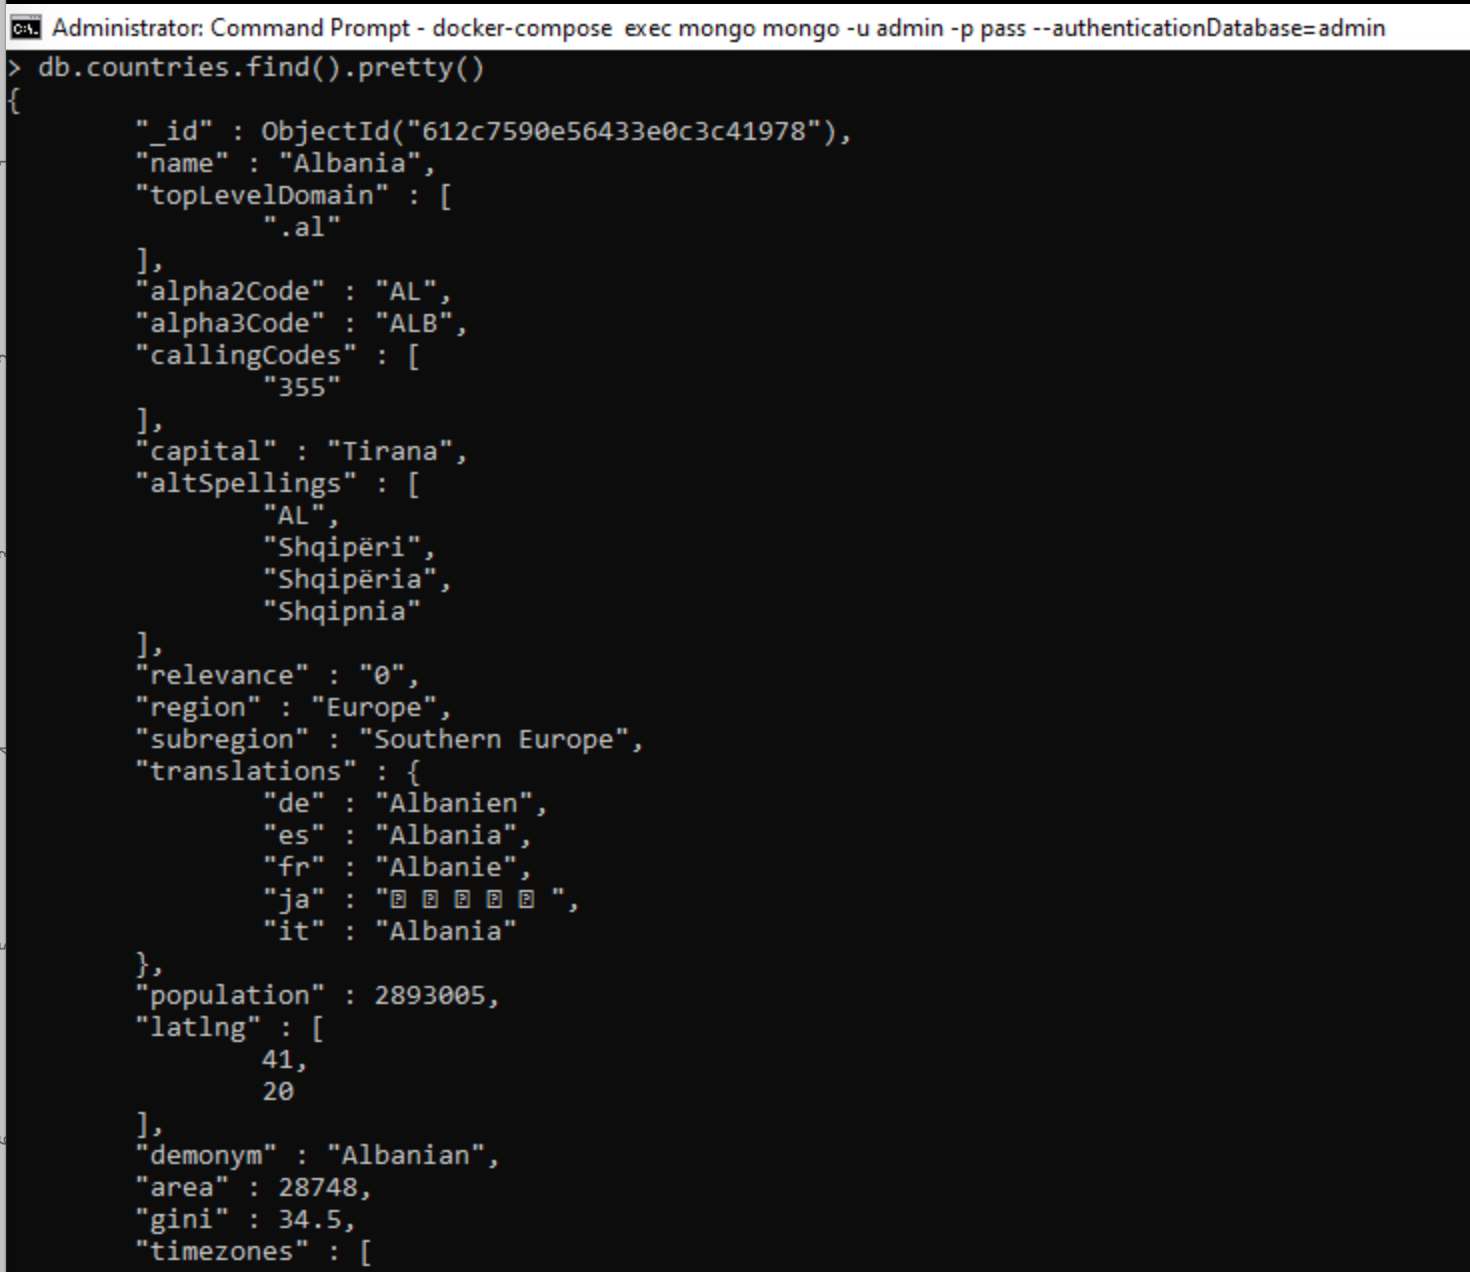 Administrator: Command Prompt - docker-compose  exec mongo mongo -u admin -p pass --authenticationDatabase=admin
> db.countries.find().pretty()
{
        "_id" : ObjectId("612c7590e56433e0c3c41978"),
        "name" : "Albania",
        "topLevelDomain" : [
                ".al"
        ],
        "alpha2Code" : "AL",
        "alpha3Code" : "ALB",
        "callingCodes" : [
                "355"
        ],
        "capital" : "Tirana",
        "altSpellings" : [
                "AL",
                "Shqipëri",
                "Shqipëria",
                "Shqipnia"
        ],
        "relevance" : "0",
        "region" : "Europe",
        "subregion" : "Southern Europe",
        "translations" : {
                "de" : "Albanien",
                "es" : "Albania",
                "fr" : "Albanie",
                "ja" : "⍰ ⍰ ⍰ ⍰ ⍰ ",
                "it" : "Albania"
        },
        "population" : 2893005,
        "latlng" : [
                41,
                20
        ],
        "demonym" : "Albanian",
        "area" : 28748,
        "gini" : 34.5,
        "timezones" : [